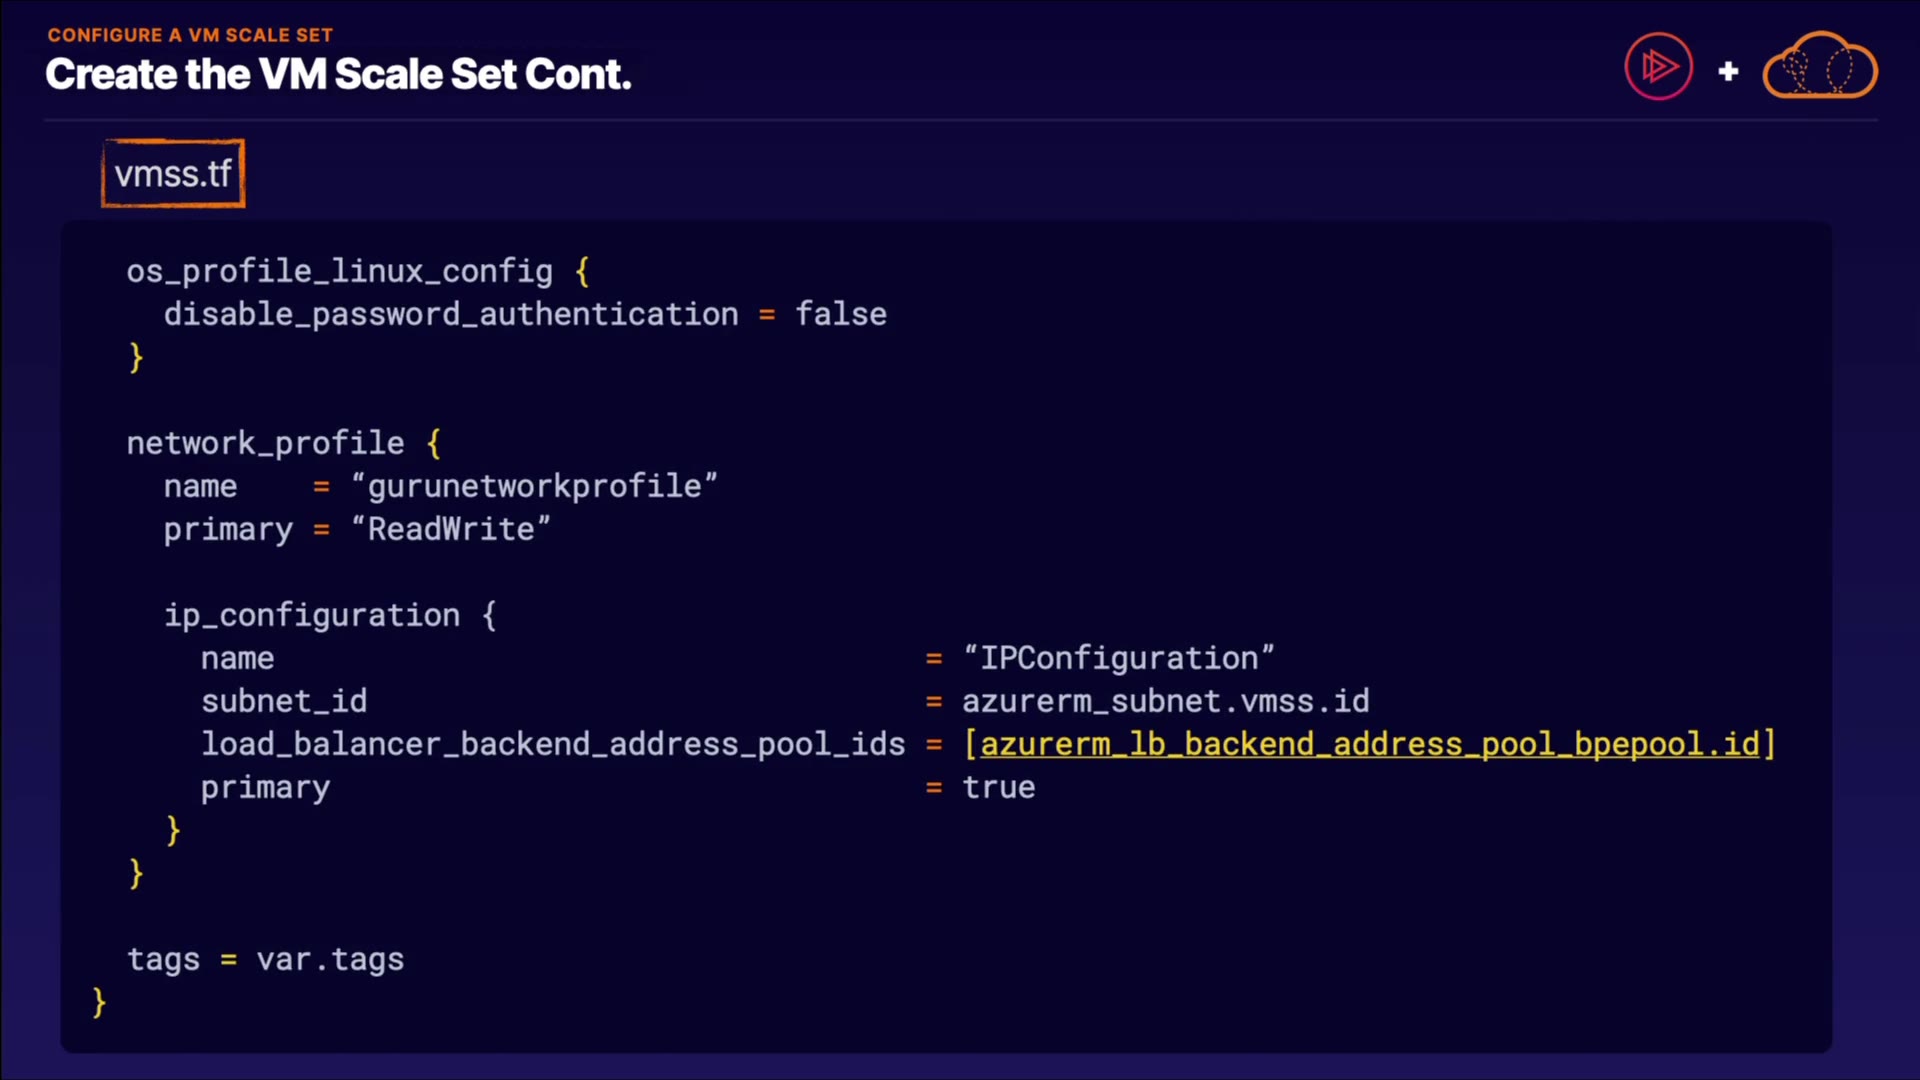 CONFIGURE A VM SCALE SET
Create the VM Scale Set Cont.
+
vmss.tf
os_profile_linux_config {
disable_password_authentication = false
}
network_profile {
name = “gurunetworkprofile”
primary = “ReadWrite”
ip_configuration {
name = “IPConfiguration”
subnet_id = azurerm_subnet.vmss.id
load_balancer_backend_address_pool_ids = [azurerm_lb_backend_address_pool_bpepool.id]
primary = true
}
}
tags = var.tags
}